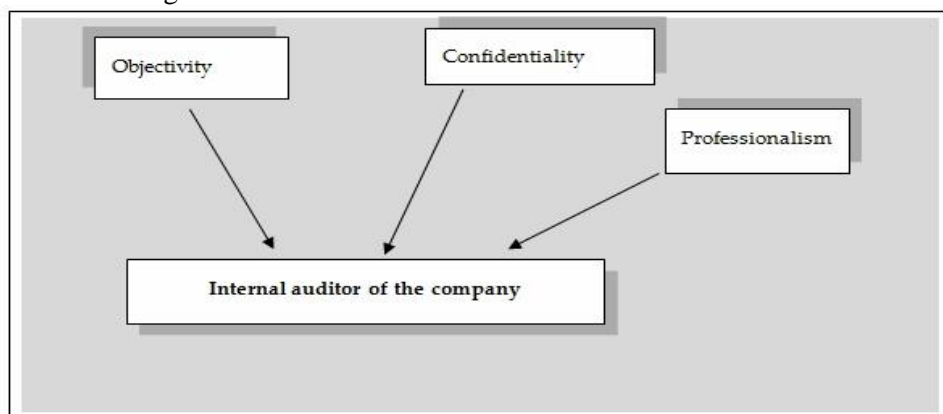 Objectivity
Confidentiality
Professionalism
Internal auditor of the company